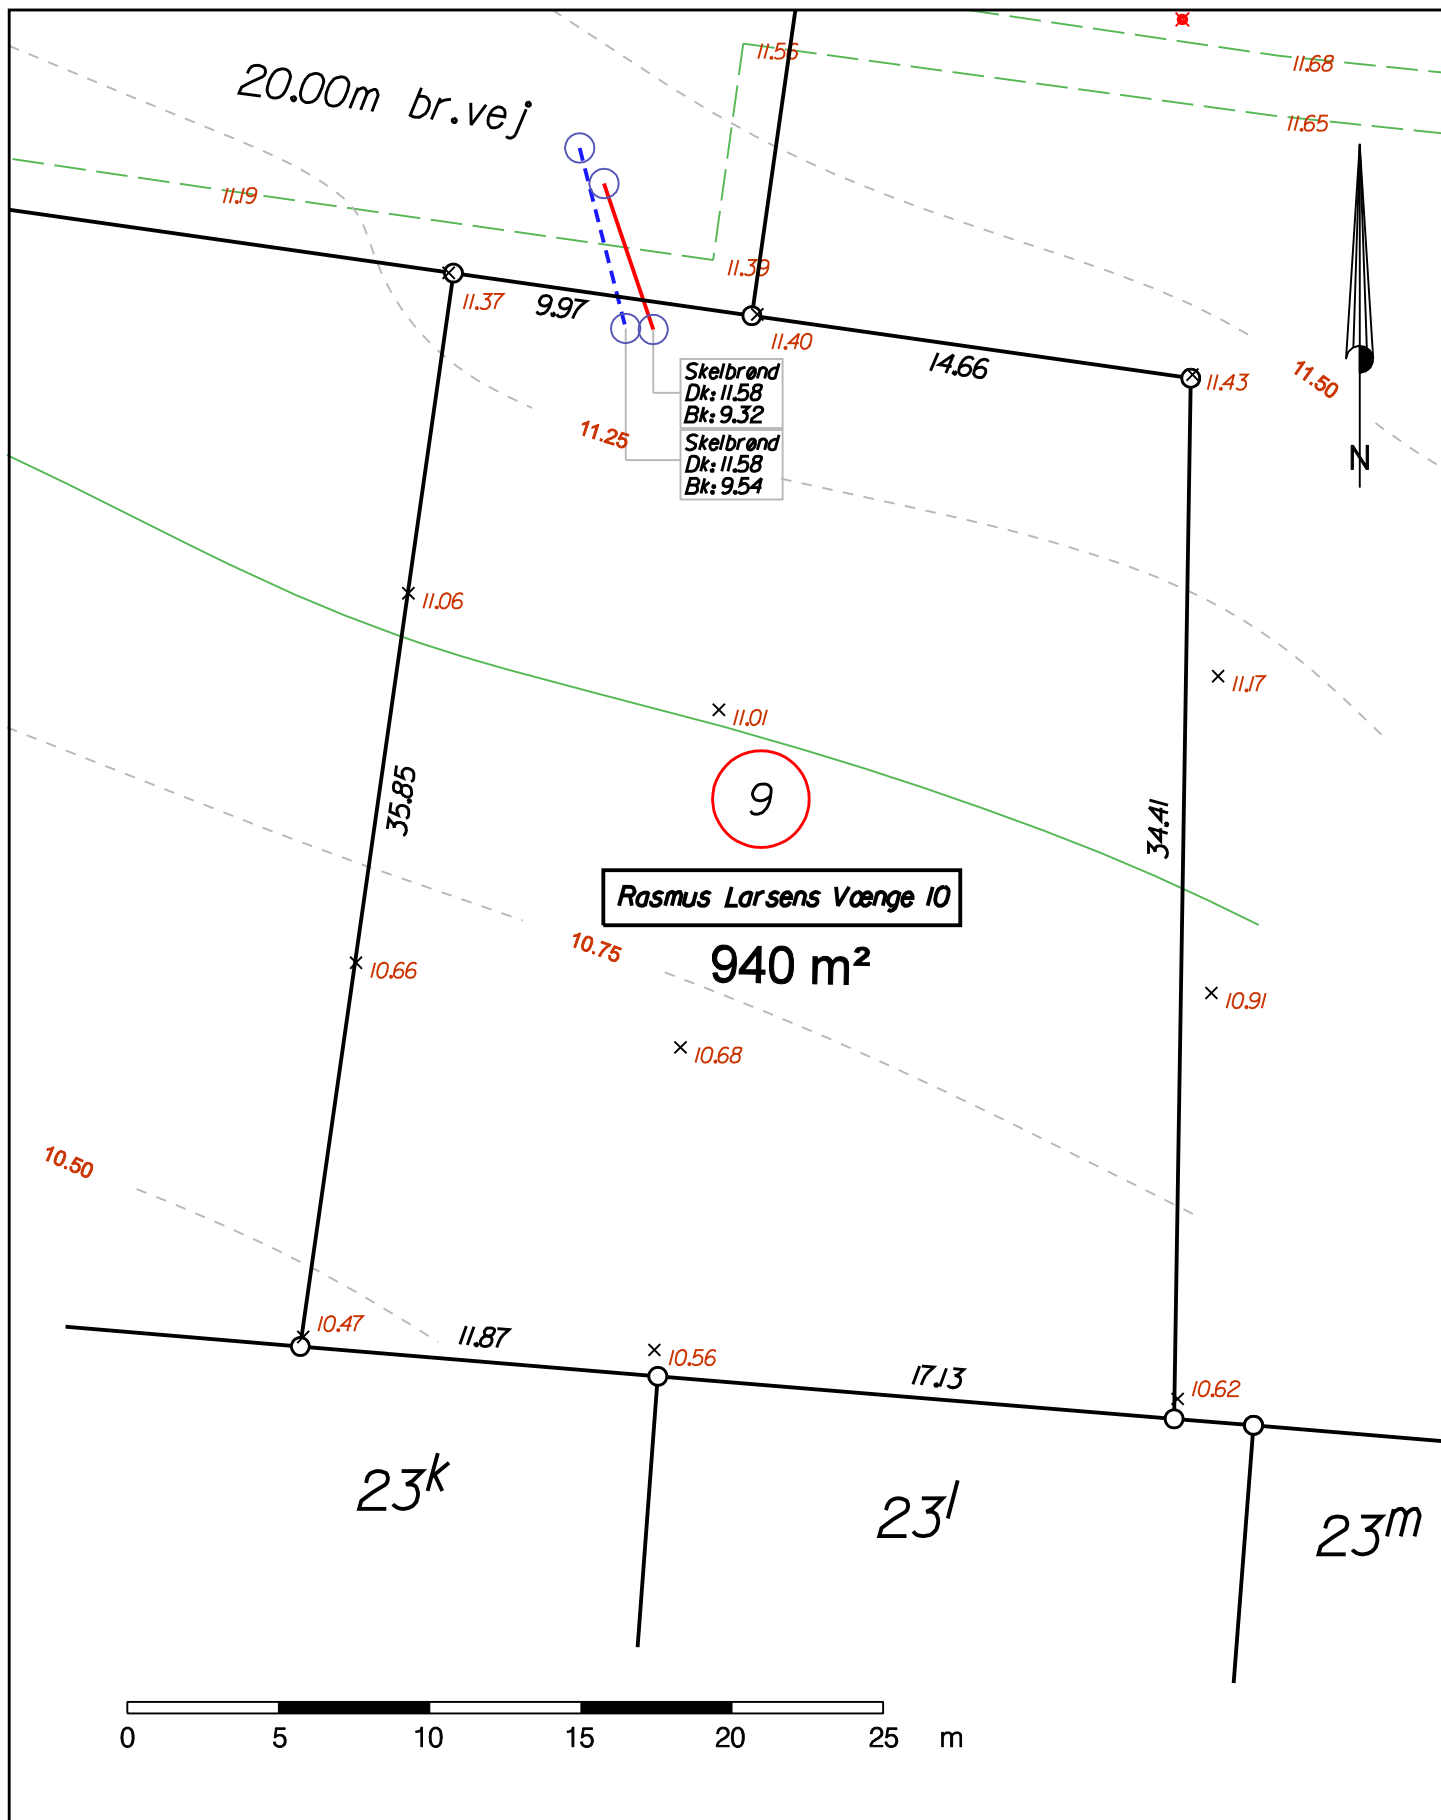 11.56
11.68
20.00m br.vej
11.65
11.19
11.39
11.37
9.97
11.40
14.66
11.43
11.50
Skelbrønd
Dk: 11.58
Bk: 9.32
11.25
Skelbrønd
Dk: 11.58
Bk: 9.54
N
11.06
11.17
11.01
35.85
9
34.41
Rasmus Larsens Vænge 10
10.75
940 m²
10.66
10.91
10.68
10.50
10.47
11.87
10.56
17.13
10.62
23k
23l
23m
0 5 10 15 20 25 m